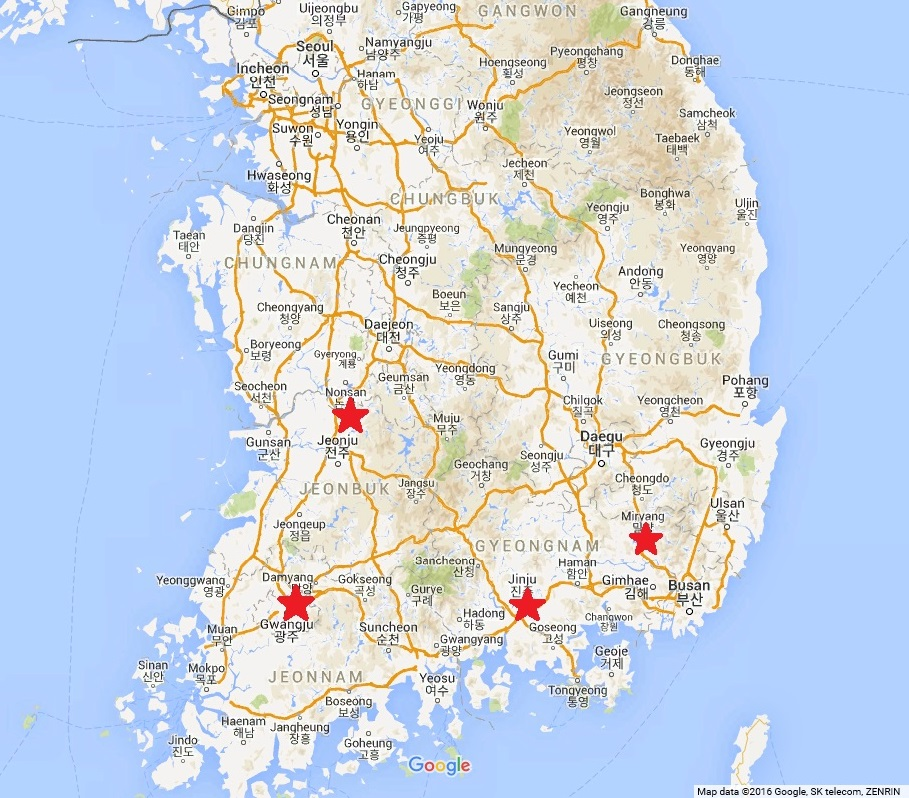 Gimpo
김포
Uijeongbu
의정부
Gapyeong
가평
GANGWON
Gangneung
강릉
Seoul
서울
Namyangju
남양주
Pyeongchang
평창
Hoengseong
횡성
Donghae
동해
Incheon
인천
Hanam
하남
Jeongseon
정선
Seongnam
성남
GYEONGGI
Wonju
원주
Samcheok
삼척
Suwon
수원
Yongin
용인
Yeoju
여주
Yeongwol
영월
Taebaek
태백
Hwaseong
화성
Jecheon
제천
CHUNGBUK
Bonghwa
봉화
Yeongju
영주
Uljin
울진
Cheonan
천안
Dangjin
당진
Jeungpyeong
증평
Taean
태안
Mungyeong
문경
Yeongyang
영양
CHUNGNAM
Cheongju
청주
Andong
안동
Yecheon
예천
Boeun
보은
Sangju
상주
Cheongyang
청양
Daejeon
대전
Uiseong
의성
Cheongsong
청송
Boryeong
보령
Gyeryong
계룡
Gumi
구미
GYEONGBUK
Yeongdong
영동
Geumsan
금산
Pohang
포항
Seocheon
서천
Nonsan
Chilgok
칠곡
Yeongcheon
영천
Muju
무주
Gunsan
군산
Jeonju
전주
Daegu
대구
Gyeongju
경주
Seongju
성주
Geochang
거창
Cheongdo
청도
JEONBUK
Jangsu
장수
Ulsan
울산
Jeongeup
정읍
Miryang
GYEONGNAM
Sancheong
산청
Haman
함안
Yeonggwang
영광
Damyang
Gokseong
곡성
Jinju
Gimhae
김해
Busan
부산
Gurye
구례
Hadong
하동
Changwon
창원
Gwangju
광주
Muan
무안
Suncheon
순천
Gwangyang
광양
Goseong
고성
Geoje
거제
Sinan
신안
Mokpo
목포
JEONNAM
Yeosu
여수
Tongyeong
통영
Boseong
보성
Haenam
해남
Jangheung
장흥
Jindo
진도
Goheung
고흥
Google
Map data ©2016 Google, SK telecom, ZENRIN